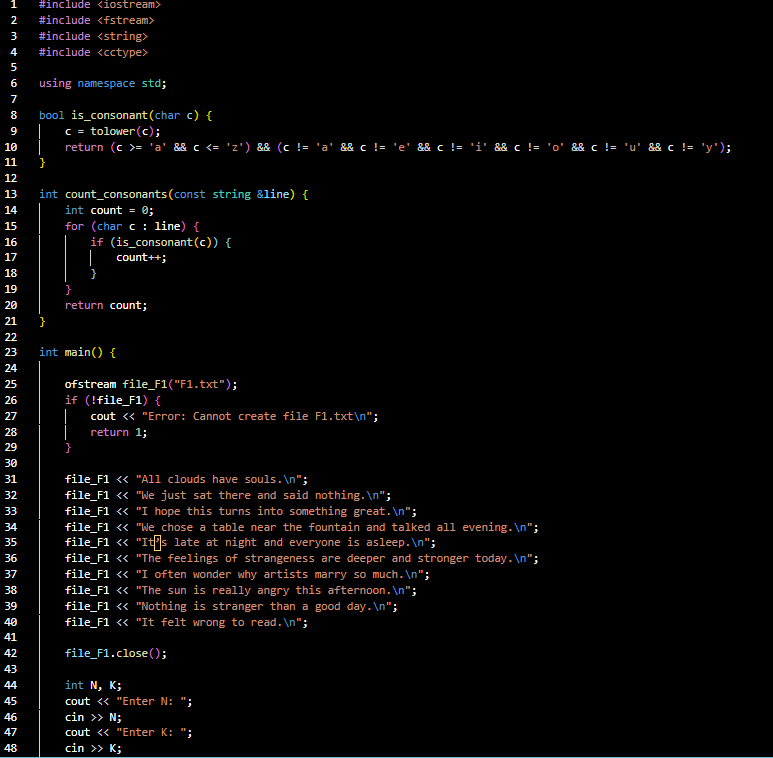 1 #include <iostream>
2 #include <fstream>
3 #include <string>
4 #include <cctype>
5
6 using namespace std;
7
8 bool is_consonant(char c) {
9     c = tolower(c);
10     return (c >= 'a' && c <= 'z') && (c != 'a' && c != 'e' && c != 'i' && c != 'o' && c != 'u' && c != 'y');
11 }
12
13 int count_consonants(const string &line) {
14     int count = 0;
15     for (char c : line) {
16         if (is_consonant(c)) {
17             count++;
18         }
19     }
20     return count;
21 }
22
23 int main() {
24
25     ofstream file_F1("F1.txt");
26     if (!file_F1) {
27         cout << "Error: Cannot create file F1.txt\n";
28         return 1;
29     }
30
31     file_F1 << "All clouds have souls.\n";
32     file_F1 << "We just sat there and said nothing.\n";
33     file_F1 << "I hope this turns into something great.\n";
34     file_F1 << "We chose a table near the fountain and talked all evening.\n";
35     file_F1 << "It’s late at night and everyone is asleep.\n";
36     file_F1 << "The feelings of strangeness are deeper and stronger today.\n";
37     file_F1 << "I often wonder why artists marry so much.\n";
38     file_F1 << "The sun is really angry this afternoon.\n";
39     file_F1 << "Nothing is stranger than a good day.\n";
40     file_F1 << "It felt wrong to read.\n";
41
42     file_F1.close();
43
44     int N, K;
45     cout << "Enter N: ";
46     cin >> N;
47     cout << "Enter K: ";
48     cin >> K;